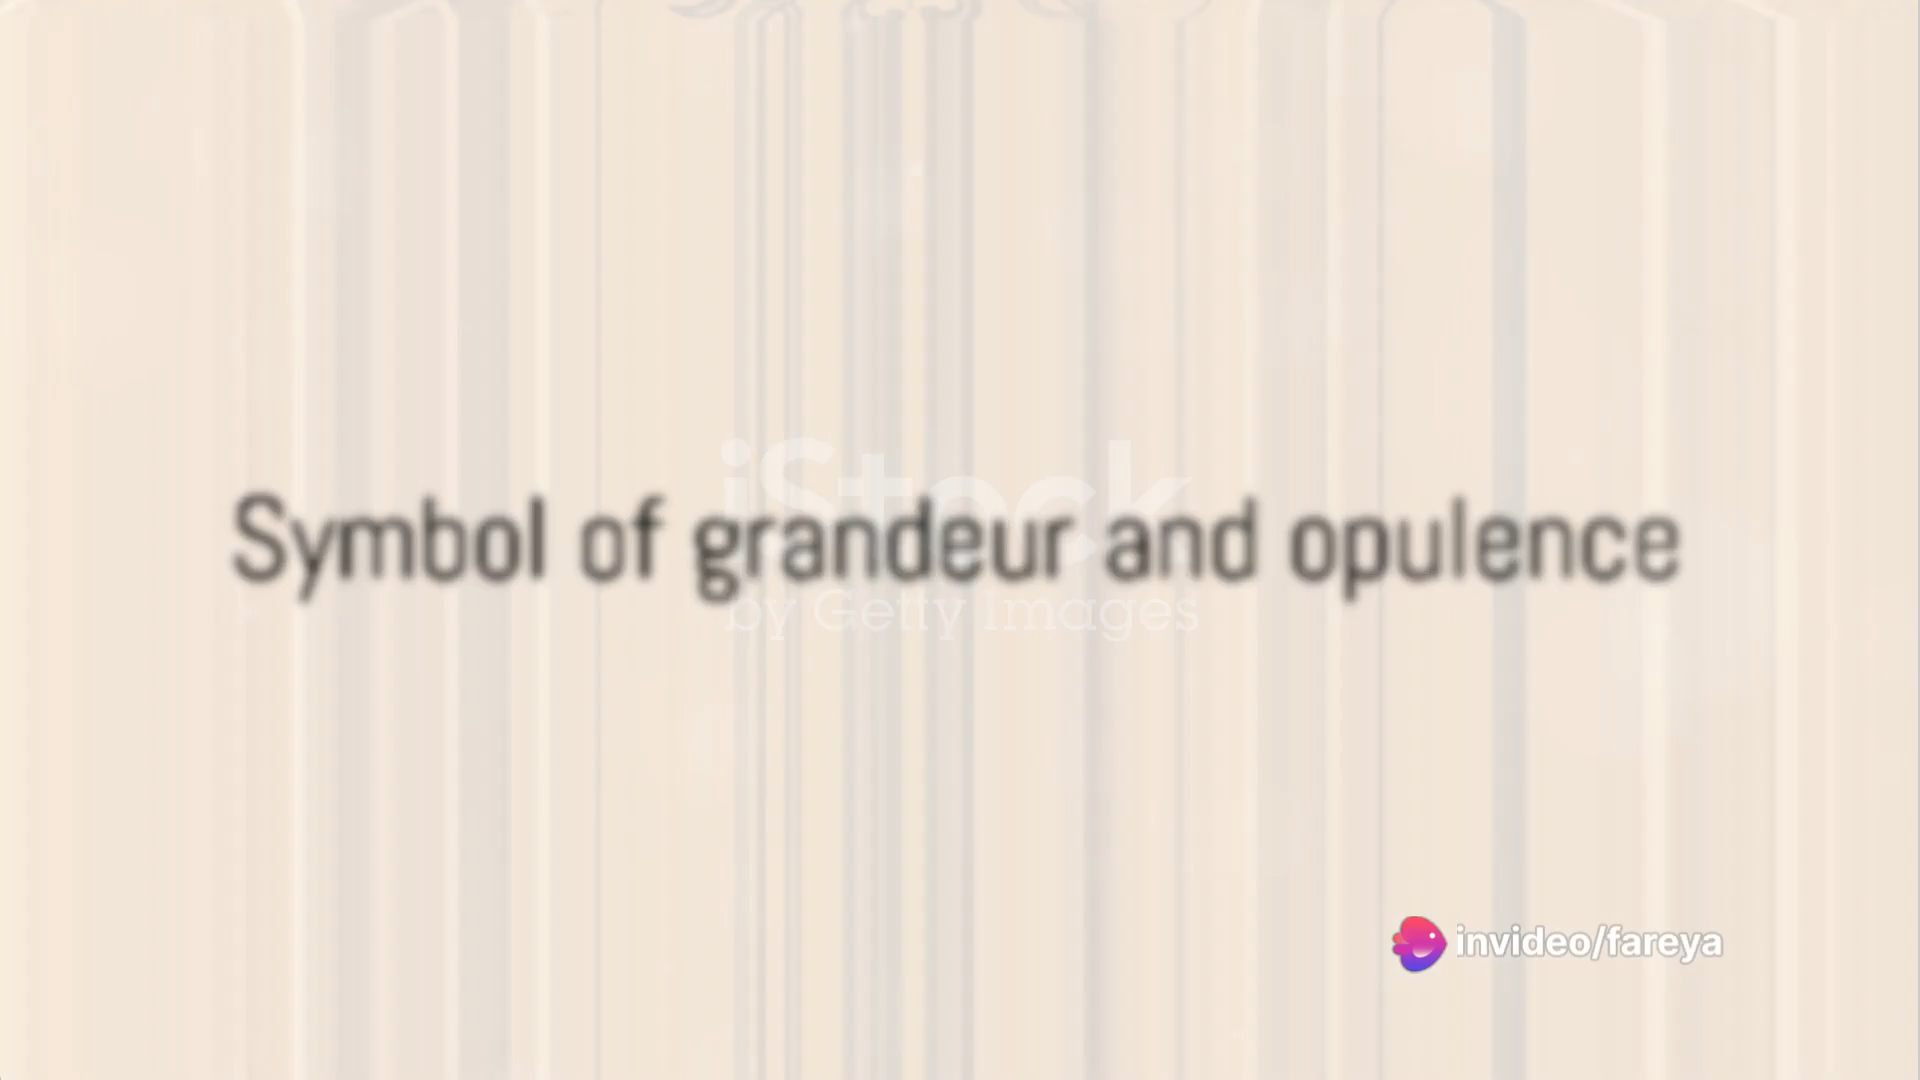 iStock
Symbol of grandeur and opulence
by Getty Images
invideo/fareya